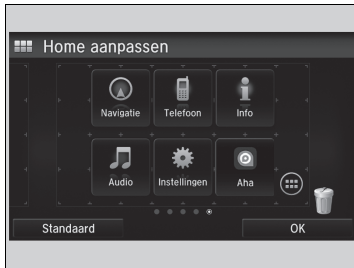 Home aanpassen
Navigatie Telefoon Info
Audio Instellingen Aha
Standaard OK